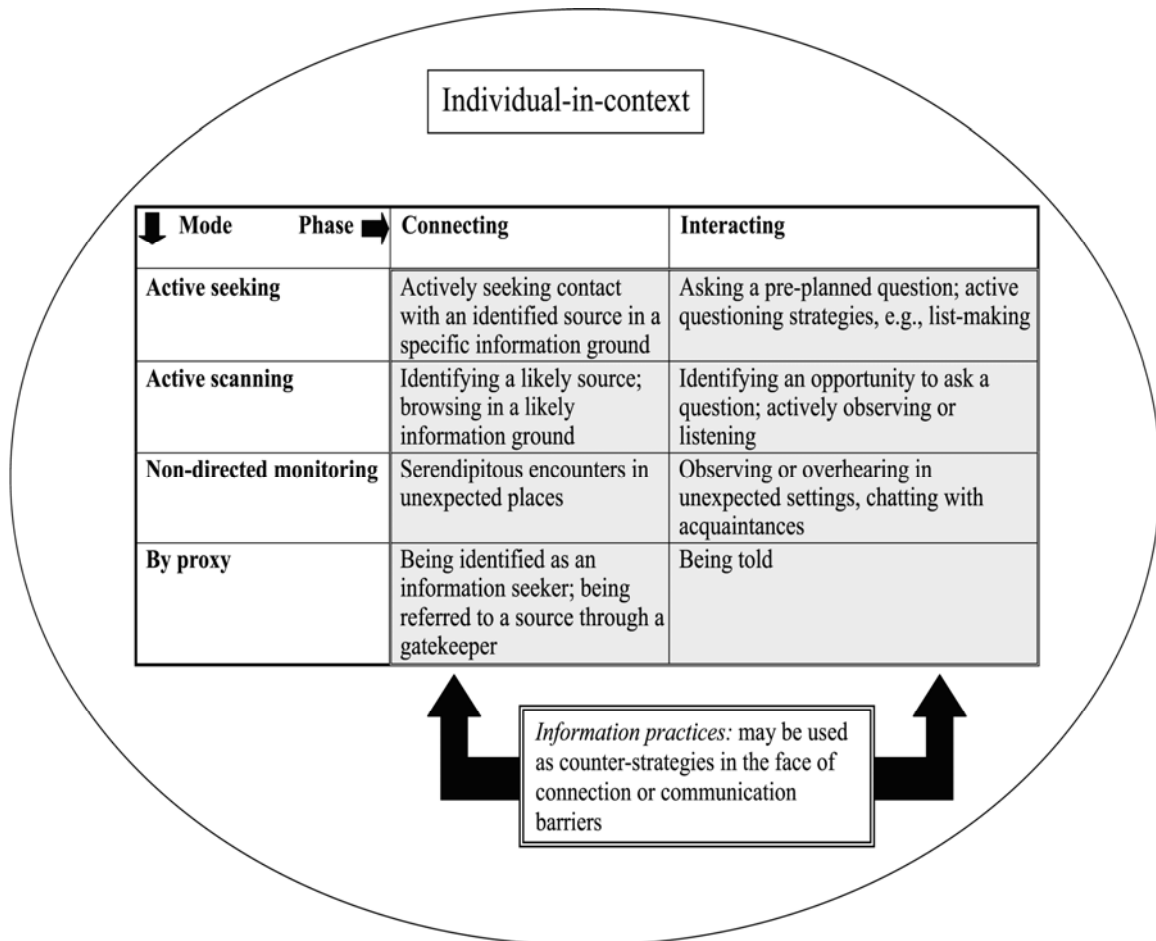 Individual-in-context
Mode Phase Connecting Interacting
Active seeking
Actively seeking contact
with an identified source in a
specific information ground
Asking a pre-planned question; active
questioning strategies, e.g., list-making
Active scanning
Identifying a likely source;
browsing in a likely
information ground
Identifying an opportunity to ask a
question; actively observing or
listening
Non-directed monitoring
Serendipitous encounters in
unexpected places
Observing or overhearing in
unexpected settings, chatting with
acquaintances
By proxy
Being identified as an
information seeker; being
referred to a source through a
gatekeeper
Being told
Information practices: may be used
as counter-strategies in the face of
connection or communication
barriers